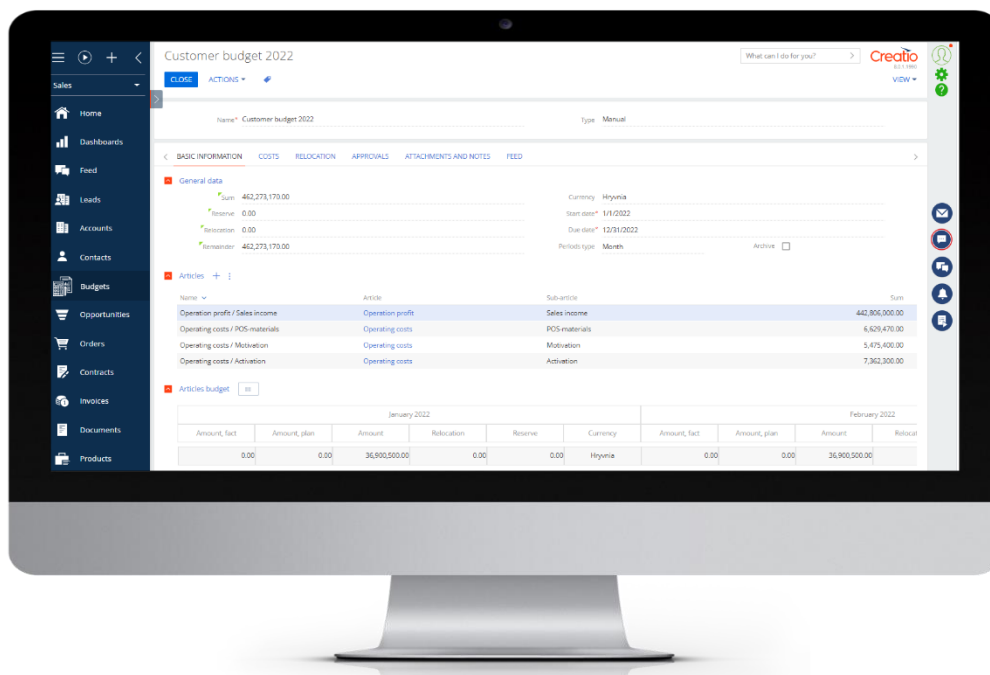 Customer budget 2022
What can I do for you?
Creatio
CLOSE
ACTIONS
VIEW
Sales
Home
Dashboards
Feed
Leads
Accounts
Contacts
Budgets
Opportunities
Orders
Contracts
Invoices
Documents
Products
Name* Customer budget 2022
Type Manual
BASIC INFORMATION COSTS RELOCATION APPROVALS ATTACHMENTS AND NOTES FEED
General data
Sum 462,273,170.00 Currency Hryvnia
Reserve 0.00 Start date* 1/1/2022
Relocation 0.00 Due date* 12/31/2022
Remainder 462,273,170.00 Periods type Month Archive
Articles
Name Article Sub-article Sum
Operation profit / Sales income Operation profit Sales income 442,806,000.00
Operating costs / POS-materials Operating costs POS-materials 6,629,470.00
Operating costs / Motivation Operating costs Motivation 5,475,400.00
Operating costs / Activation Operating costs Activation 7,362,300.00
Articles budget
January 2022 February 2022
Amount, fact Amount, plan Amount Relocation Reserve Currency Amount, fact Amount, plan Amount Relocat
0.00 0.00 36,900,500.00 0.00 0.00 Hryvnia 0.00 0.00 36,900,500.00